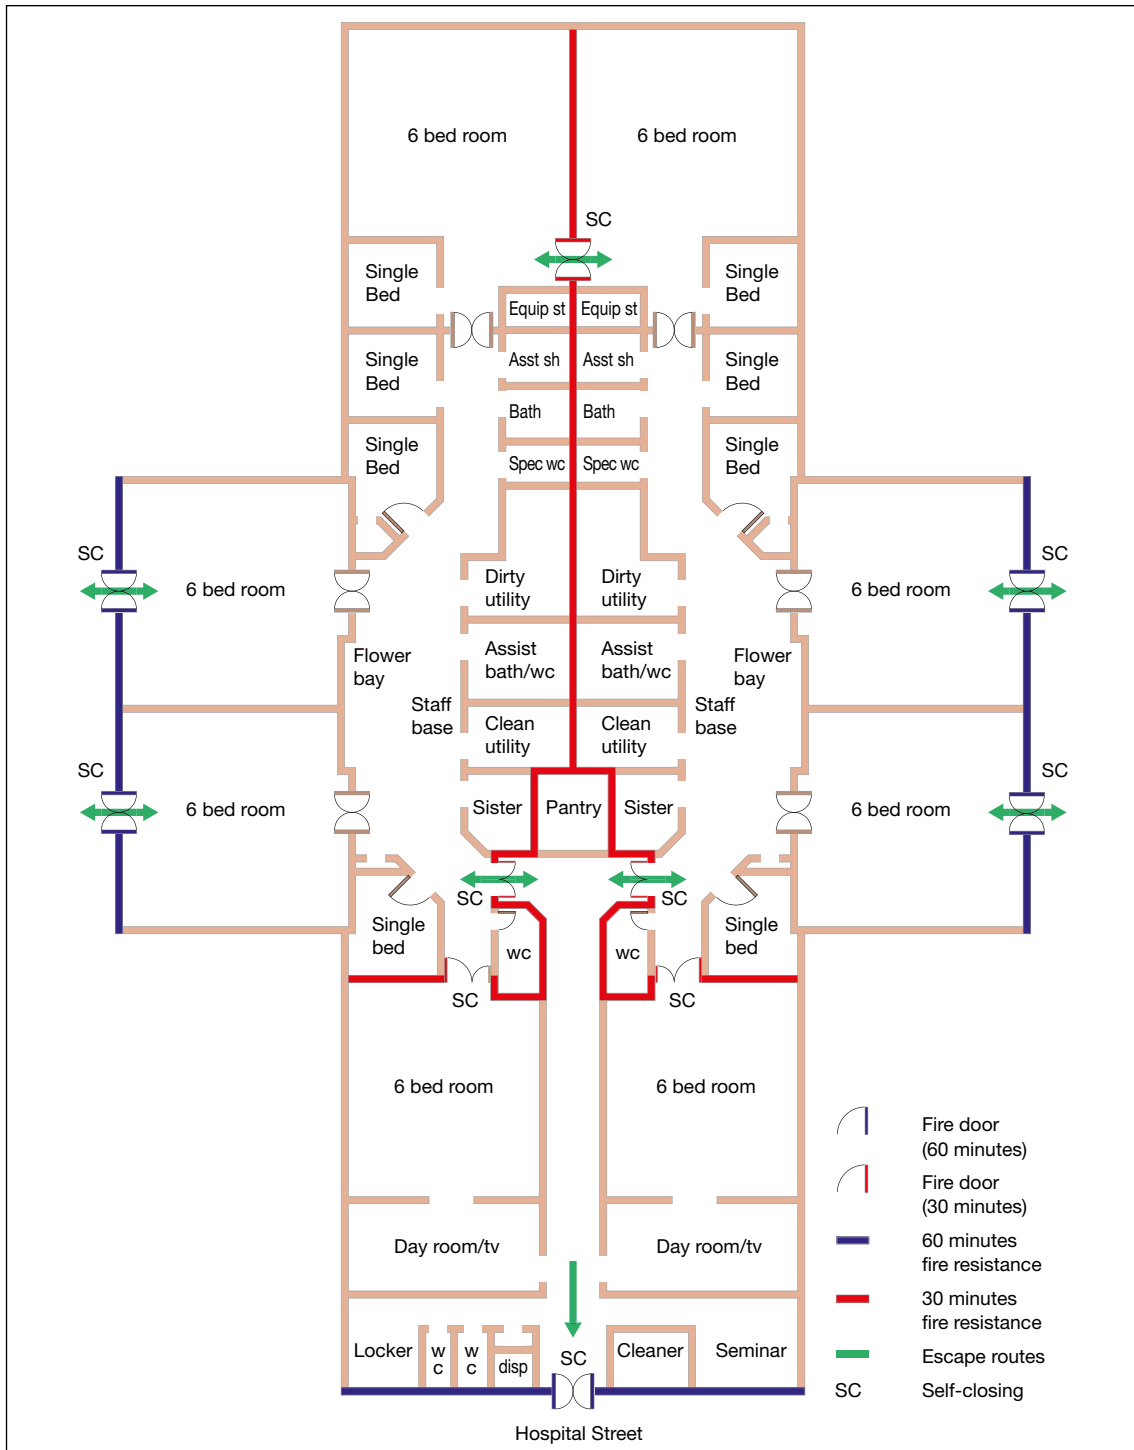 6 bed room
6 bed room
SC
Single
Bed
Single
Bed
Equip st
Equip st
Single
Bed
Asst sh
Asst sh
Single
Bed
Bath
Bath
Single
Bed
Spec wc
Spec wc
Single
Bed
SC
6 bed room
Dirty
utility
Dirty
utility
6 bed room
SC
Flower
bay
Assist
bath/wc
Assist
bath/wc
Flower
bay
Staff
base
Clean
utility
Clean
utility
Staff
base
SC
6 bed room
Sister
Pantry
Sister
6 bed room
SC
SC
SC
Single
bed
wc
wc
Single
bed
SC
SC
6 bed room
6 bed room
Day room/tv
Day room/tv
Locker
w
c
w
c
disp
SC
Cleaner
Seminar
Hospital Street
Fire door
(60 minutes)
Fire door
(30 minutes)
60 minutes
fire resistance
30 minutes
fire resistance
Escape routes
SC
Self-closing